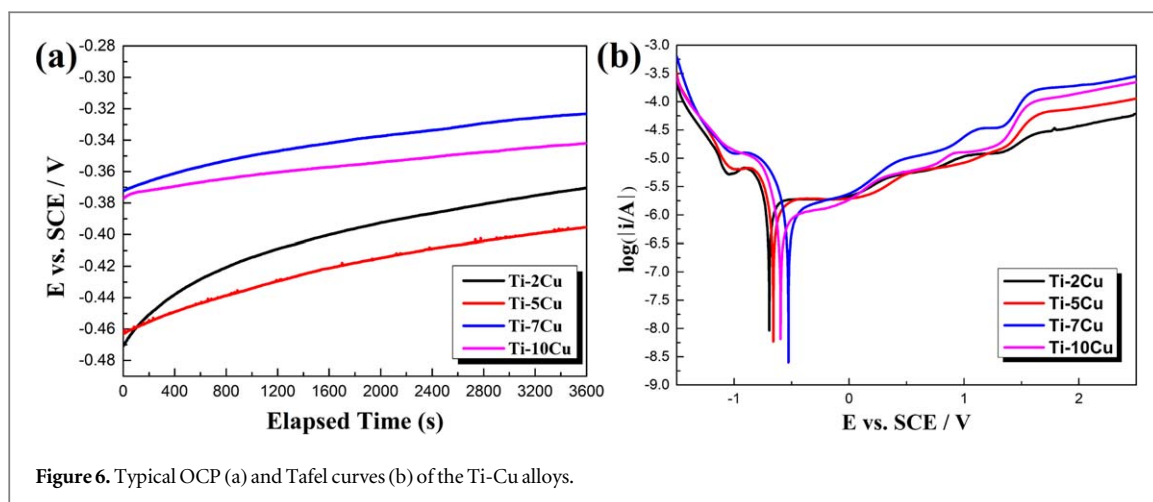 (a)
E vs. SCE / V
-0.28
-0.30
-0.32
-0.34
-0.36
-0.38
-0.40
-0.42
-0.44
-0.46
-0.48
0 400 800 1200 1600 2000 2400 2800 3200 3600
Elapsed Time (s)
Ti-2Cu
Ti-5Cu
Ti-7Cu
Ti-10Cu
(b)
log(|i/A|)
-3.0
-3.5
-4.0
-4.5
-5.0
-5.5
-6.0
-6.5
-7.0
-7.5
-8.0
-8.5
-9.0
-1 0 1 2
E vs. SCE / V
Ti-2Cu
Ti-5Cu
Ti-7Cu
Ti-10Cu
Figure 6. Typical OCP (a) and Tafel curves (b) of the Ti-Cu alloys.